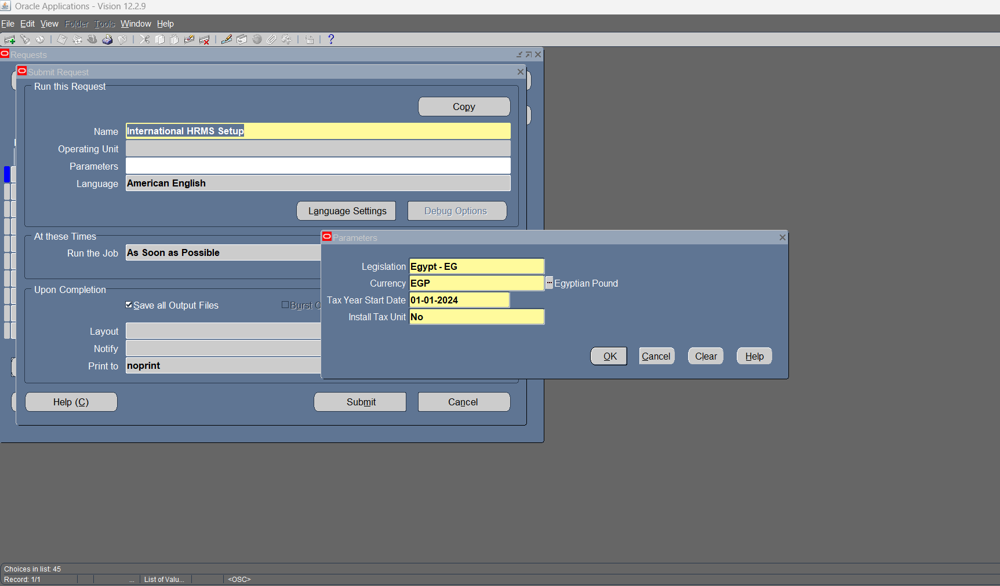 Oracle Applications - Vision 12.2.9
File Edit View Folder Tools Window Help
Requests
Submit Request
Run this Request
Copy
Name International HRMS Setup
Operating Unit
Parameters
Language American English
Language Settings Debug Options
At these Times
Run the Job As Soon as Possible
Upon Completion
Save all Output Files Burst
Layout
Notify
Print to noprint
Help (C) Submit Cancel
Parameters
Legislation Egypt - EG
Currency EGP ... Egyptian Pound
Tax Year Start Date 01-01-2024
Install Tax Unit No
OK Cancel Clear Help
Choices in list: 45
Record: 1/1 ... List of Valu... <OSC>